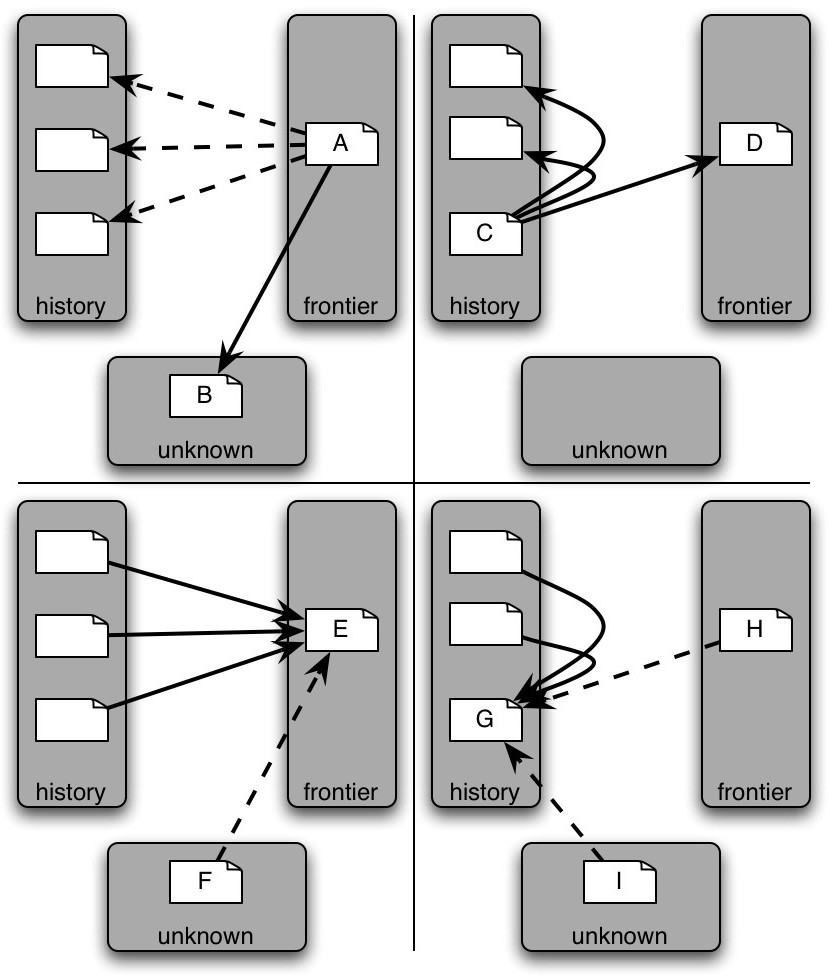 A
history
frontier
B
unknown
D
C
history
frontier
unknown
E
history
frontier
F
unknown
H
G
history
frontier
I
unknown